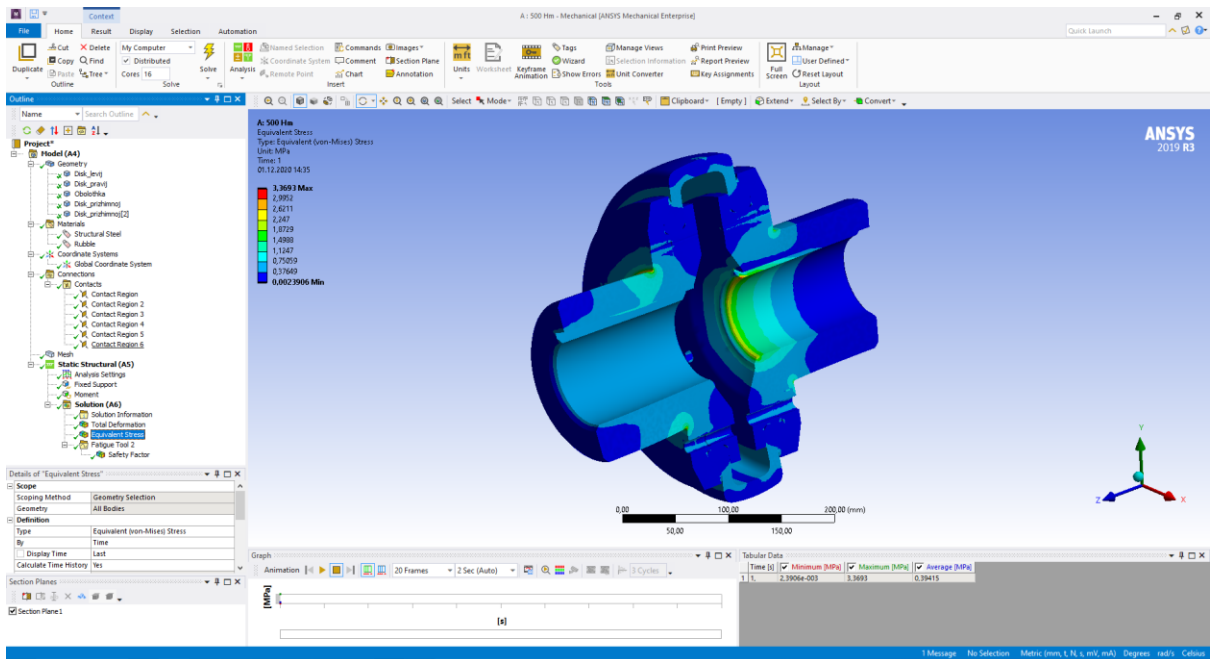 Context
A : 500 Hm - Mechanical [ANSYS Mechanical Enterprise]
File Home Result Display Selection Automation
Quick Launch
Duplicate
Cut
Copy
Paste
Delete
Find
Tree
Outline
My Computer
Distributed
Cores 16
Solve
Solve
Analysis
Named Selection
Coordinate System
Remote Point
Commands
Comment
Chart
Images
Section Plane
Annotation
Insert
Units
Worksheet
Keyframe
Animation
Tags
Wizard
Show Errors
Manage Views
Selection Information
Unit Converter
Print Preview
Report Preview
Key Assignments
Tools
Full
Screen
Manage
User Defined
Reset Layout
Layout
Outline
Name Search Outline
Select Mode Clipboard [ Empty ] Extend Select By Convert
Project*
Model (A4)
Geometry
Disk_levij
Disk_pravij
Obolothka
Disk_prizhimnoj
Disk_prizhimnoj[2]
Materials
Structural Steel
Rubble
Coordinate Systems
Global Coordinate System
Connections
Contacts
Contact Region
Contact Region 2
Contact Region 3
Contact Region 4
Contact Region 5
Contact Region 6
Mesh
Static Structural (A5)
Analysis Settings
Fixed Support
Moment
Solution (A6)
Solution Information
Total Deformation
Equivalent Stress
Fatigue Tool 2
Safety Factor
A: 500 Hm
Equivalent Stress
Type: Equivalent (von-Mises) Stress
Unit: MPa
Time: 1
01.12.2020 14:35
3,3693 Max
2,9952
2,6211
2,247
1,8729
1,4988
1,1247
0,75059
0,37649
0,0023906 Min
ANSYS
2019 R3
0,00 100,00 200,00 (mm)
50,00 150,00
Y
Z
X
Details of "Equivalent Stress"
Scope
Scoping Method Geometry Selection
Geometry All Bodies
Definition
Type Equivalent (von-Mises) Stress
By Time
Display Time Last
Calculate Time History Yes
Section Planes
Section Plane 1
Graph
Animation 20 Frames 2 Sec (Auto) 3 Cycles
[MPa]
[s]
Tabular Data
Time [s] Minimum [MPa] Maximum [MPa] Average [MPa]
1 1, 2,3906e-003 3,3693 0,39415
1 Message No Selection Metric (mm, t, N, s, mV, mA) Degrees rad/s Celsius